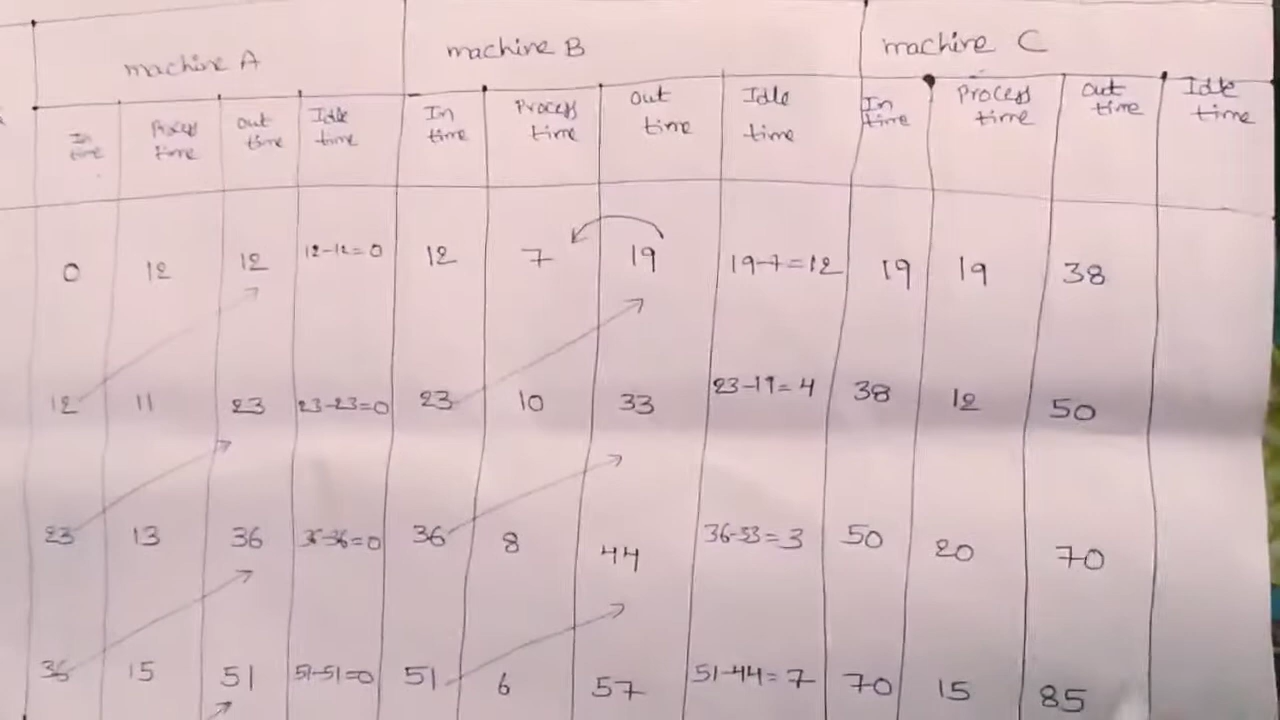 machine A machine B machine C
In time Process time Out time Idle time In time Process time Out time Idle time In time Process time Out time Idle time
0 12 12 12-12=0 12 7 19 19-7=12 19 19 38
12 11 23 23-23=0 23 10 33 23-19=4 38 12 50
23 13 36 36-36=0 36 8 44 36-33=3 50 20 70
36 15 51 51-51=0 51 6 57 51-44=7 70 15 85